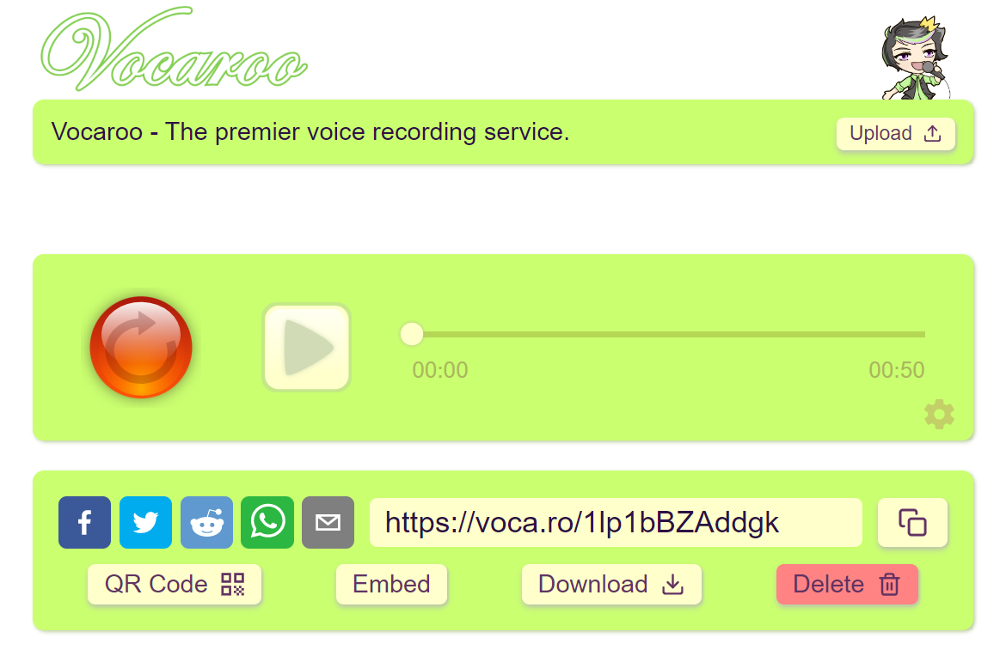 Vocaroo
Vocaroo - The premier voice recording service.
Upload
00:00
00:50
https://voca.ro/1lp1bBZAddgk
QR Code
Embed
Download
Delete